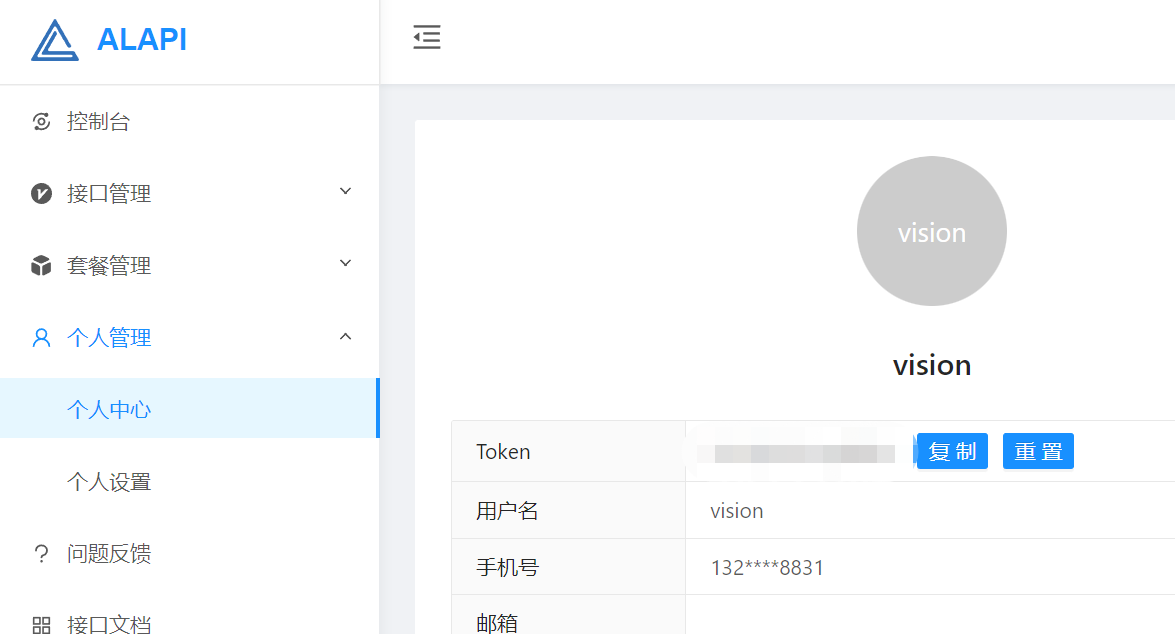 ALAPI
控制台
接口管理
套餐管理
个人管理
个人中心
个人设置
问题反馈
接口文档
vision
vision
Token 复制 重置
用户名 vision
手机号 132****8831
邮箱